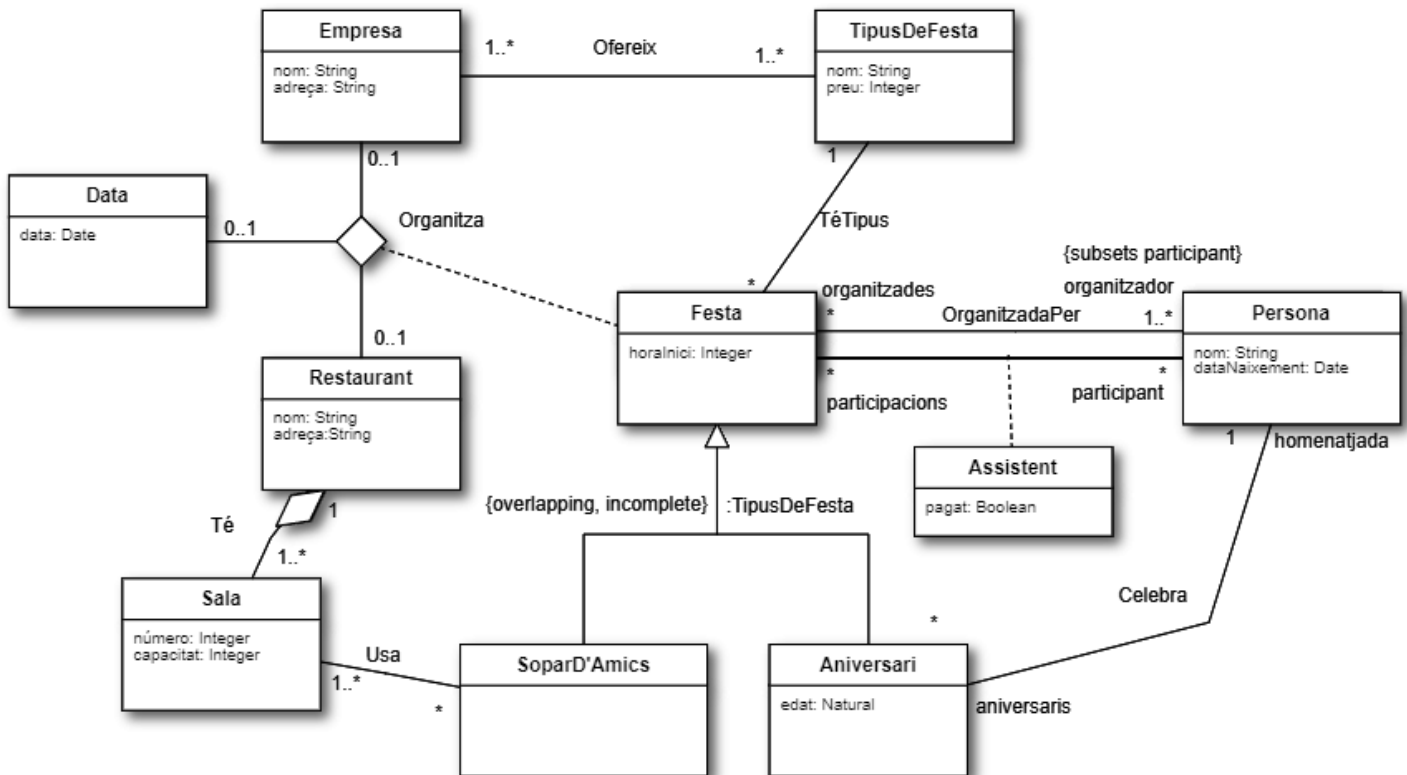 Empresa
nom: String
adreça: String
1..*
Ofereix
1..*
TipusDeFesta
nom: String
preu: Integer
0..1
1
Data
data: Date
0..1
Organitza
TéTipus
0..1
*
{subsets participant}
organitzador
organitzades
*
OrganitzadaPer
1..*
Festa
horaInici: Integer
Persona
nom: String
dataNaixement: Date
*
participacions
*
participant
Restaurant
nom: String
adreça:String
1
homenatjada
Assistent
pagat: Boolean
{overlapping, incomplete}
:TipusDeFesta
1
Té
1..*
Sala
número: Integer
capacitat: Integer
Usa
1..*
*
SoparD'Amics
Celebra
*
Aniversari
edat: Natural
aniversaris